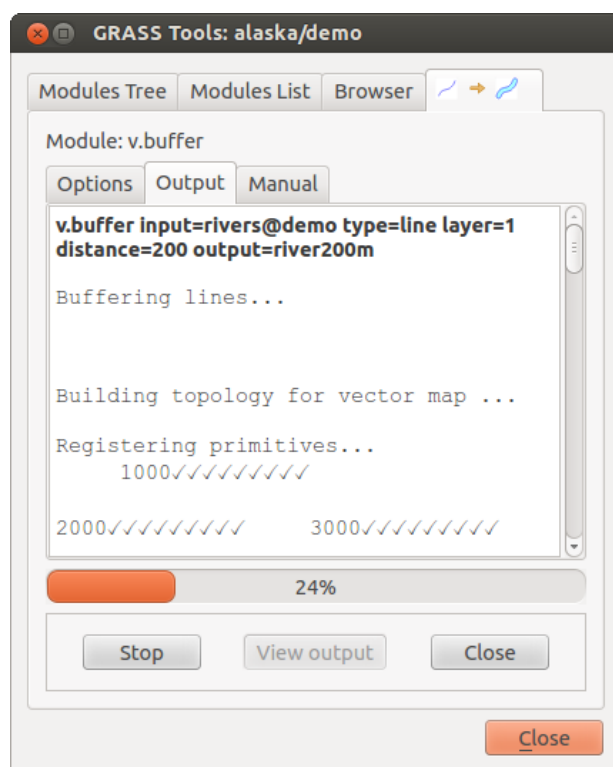 GRASS Tools: alaska/demo
Modules Tree Modules List Browser
Module: v.buffer
Options Output Manual
v.buffer input=rivers@demo type=line layer=1
distance=200 output=river200m
Buffering lines...
Building topology for vector map ...
Registering primitives...
1000✓✓✓✓✓✓✓✓✓
2000✓✓✓✓✓✓✓✓✓ 3000✓✓✓✓✓✓✓✓✓
24%
Stop View output Close
Close